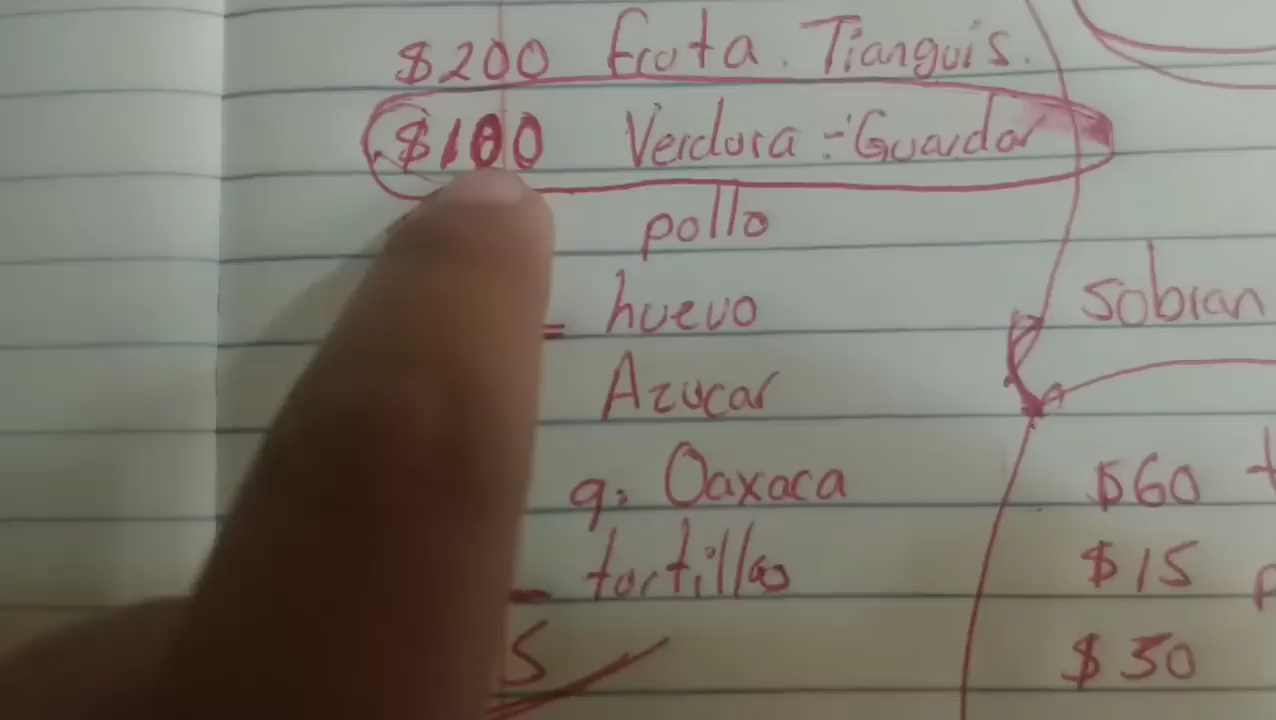 $200 fruta. Tianguis.
$100 Verdura -: Guardar
pollo
= huevo
Azucar
q. Oaxaca
tortillas
S
Sobran
$60
$15
$30